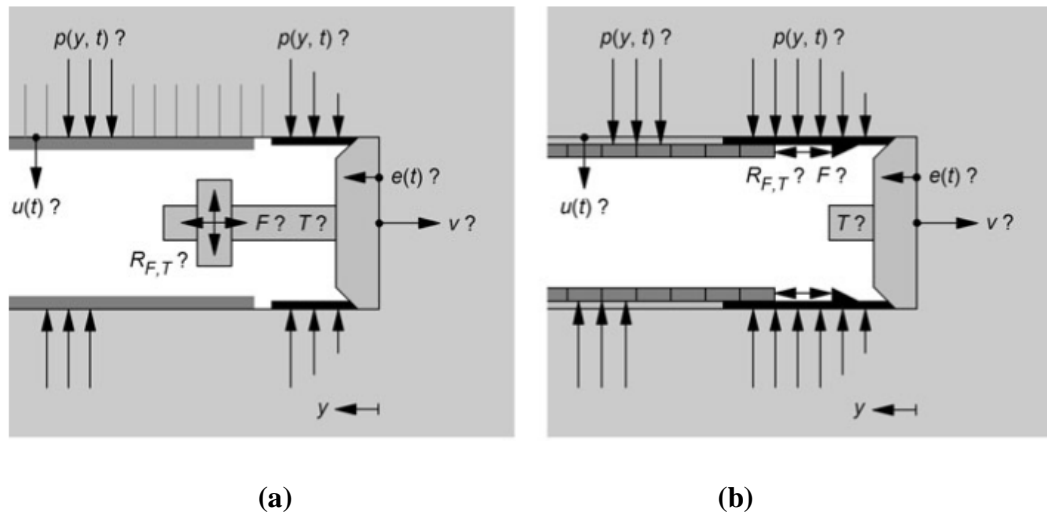 p(y, t) ? p(y, t) ?
u(t) ?
e(t) ?
F ? T ?
v ?
R_{F,T} ?
y
(a)
p(y, t) ? p(y, t) ?
R_{F,T} ? F ?
e(t) ?
u(t) ?
T ?
v ?
y
(b)